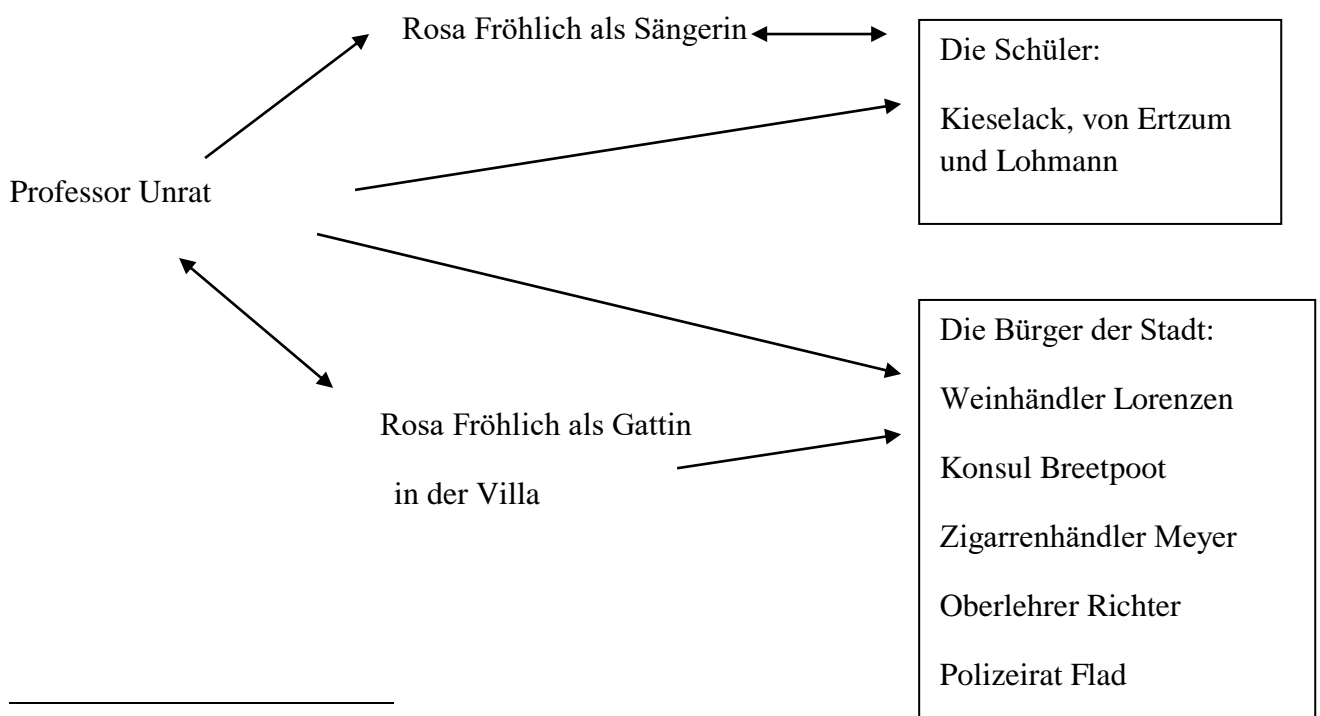 Rosa Fröhlich als Sängerin
Die Schüler:
Kieselack, von Ertzum
und Lohmann
Professor Unrat
Rosa Fröhlich als Gattin
in der Villa
Die Bürger der Stadt:
Weinhändler Lorenzen
Konsul Breetpoot
Zigarrenhändler Meyer
Oberlehrer Richter
Polizeirat Flad